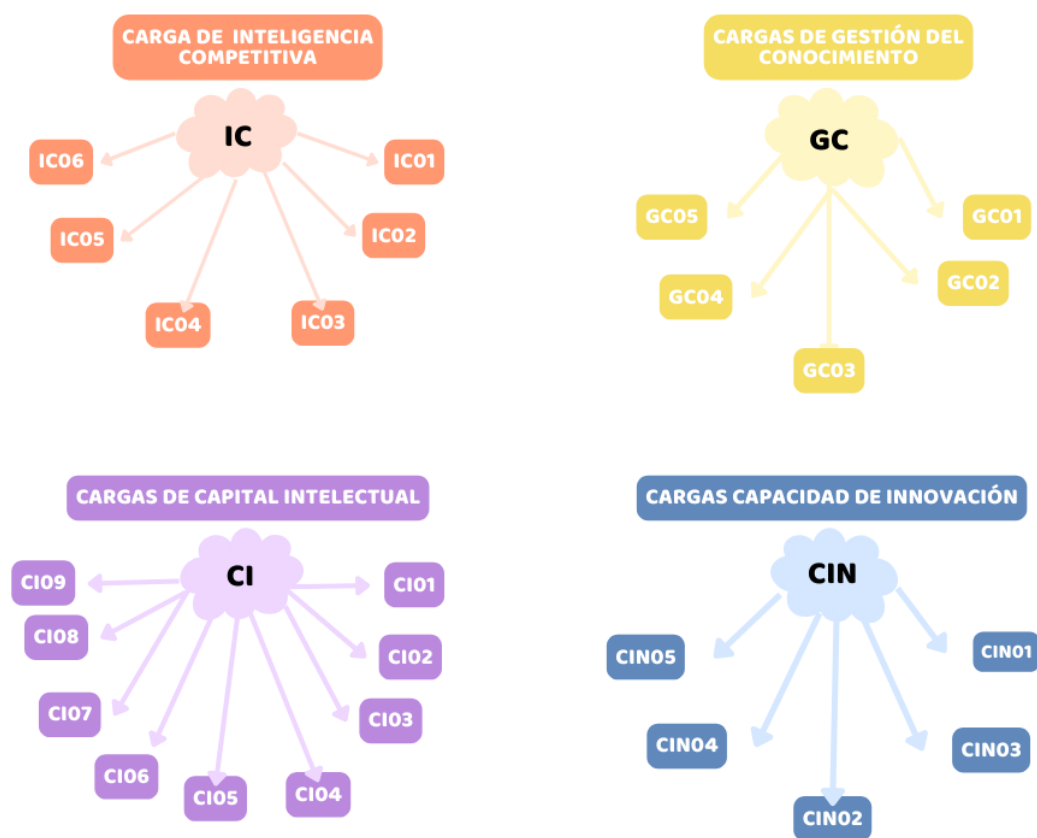 CARGA DE INTELIGENCIA
COMPETITIVA
IC
IC06
IC01
IC05
IC02
IC04
IC03
CARGAS DE GESTIÓN DEL
CONOCIMIENTO
GC
GC05
GC01
GC04
GC02
GC03
CARGAS DE CAPITAL INTELECTUAL
CI
CI09
CI01
CI08
CI02
CI07
CI03
CI06
CI05
CI04
CARGAS CAPACIDAD DE INNOVACIÓN
CIN
CIN05
CIN01
CIN04
CIN03
CIN02